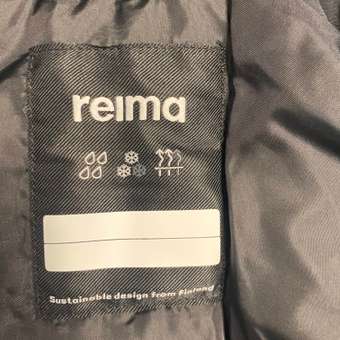 reima
Sustainable design from Finland